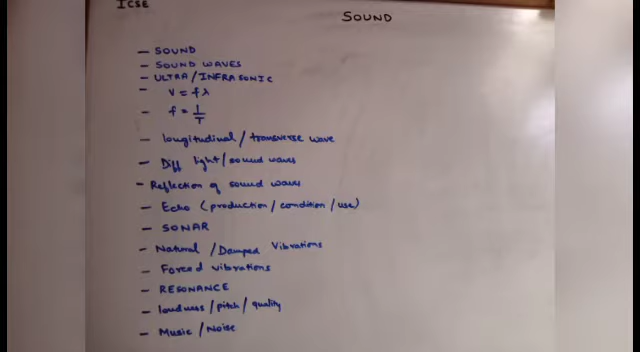 ICSE
SOUND
- SOUND
- SOUND WAVES
- ULTRA/INFRASONIC
- V = fλ
- f = 1/T
- longitudinal / transverse wave
- Diff light/sound waves
- Reflection of sound waves
- Echo (production/condition/use)
- SONAR
- Natural /Damped Vibrations
- Forced vibrations
- RESONANCE
- loudness / pitch / quality
- Music / Noise